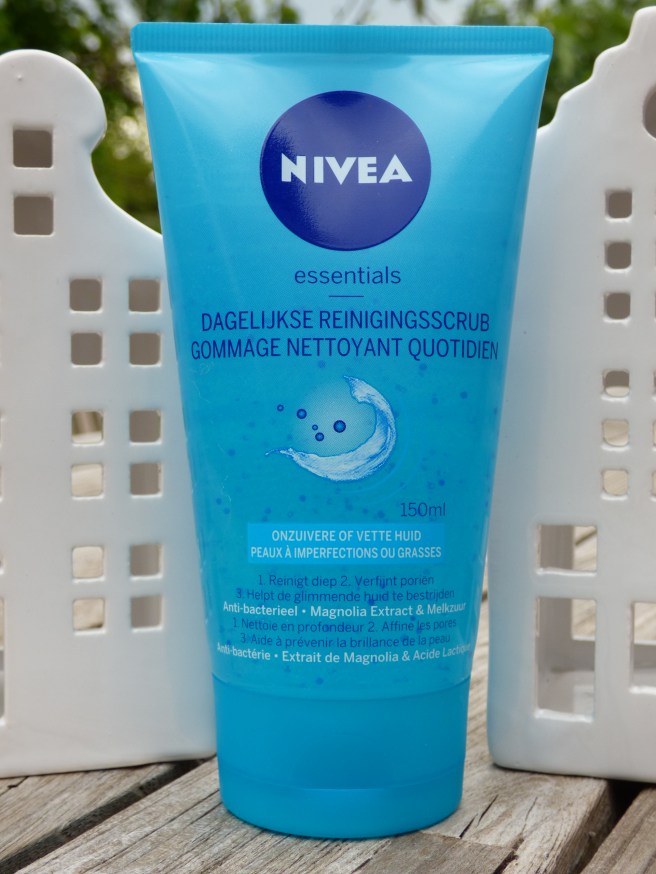 NIVEA
essentials
DAGELIJKSE REINIGINGSSCRUB
GOMMAGE NETTOYANT QUOTIDIEN
150ml
ONZUIVERE OF VETTE HUID
PEAUX À IMPERFECTIONS OU GRASSES
1. Reinigt diep 2. Verfijnt poriën
3. Helpt de glimmende huid te bestrijden
Anti-bacterieel • Magnolia Extract & Melkzuur
1. Nettoie en profondeur 2. Affine les pores
3. Aide à prévenir la brillance de la peau
Anti-bactérie • Extrait de Magnolia & Acide Lactique